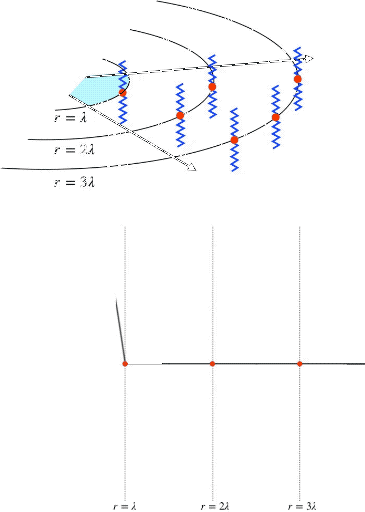 r = λ
r = 2λ
r = 3λ
r = λ r = 2λ r = 3λ